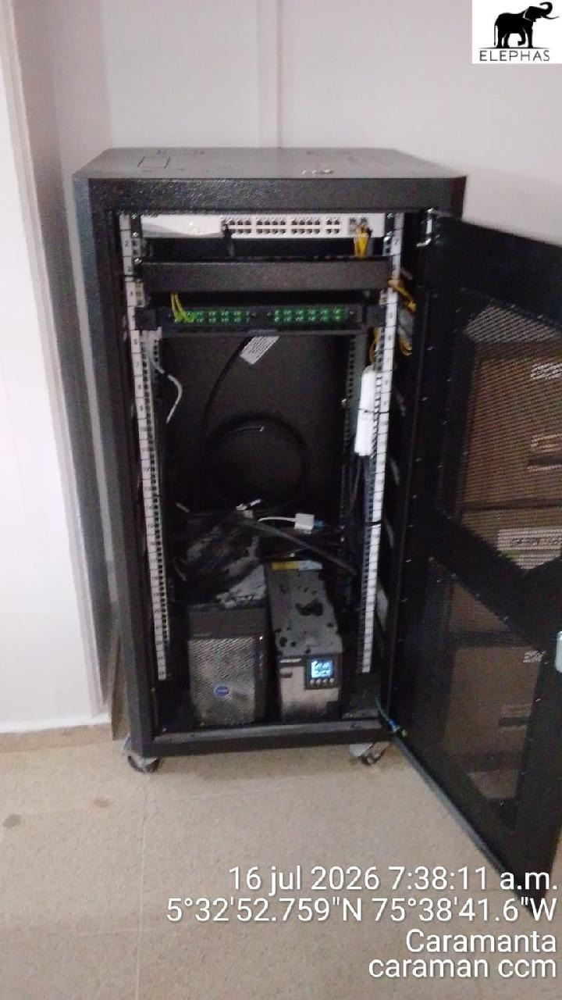 ELEPHAS
16 jul 2026 7:38:11 a.m.
5°32'52.759"N 75°38'41.6"W
Caramanta
caraman ccm